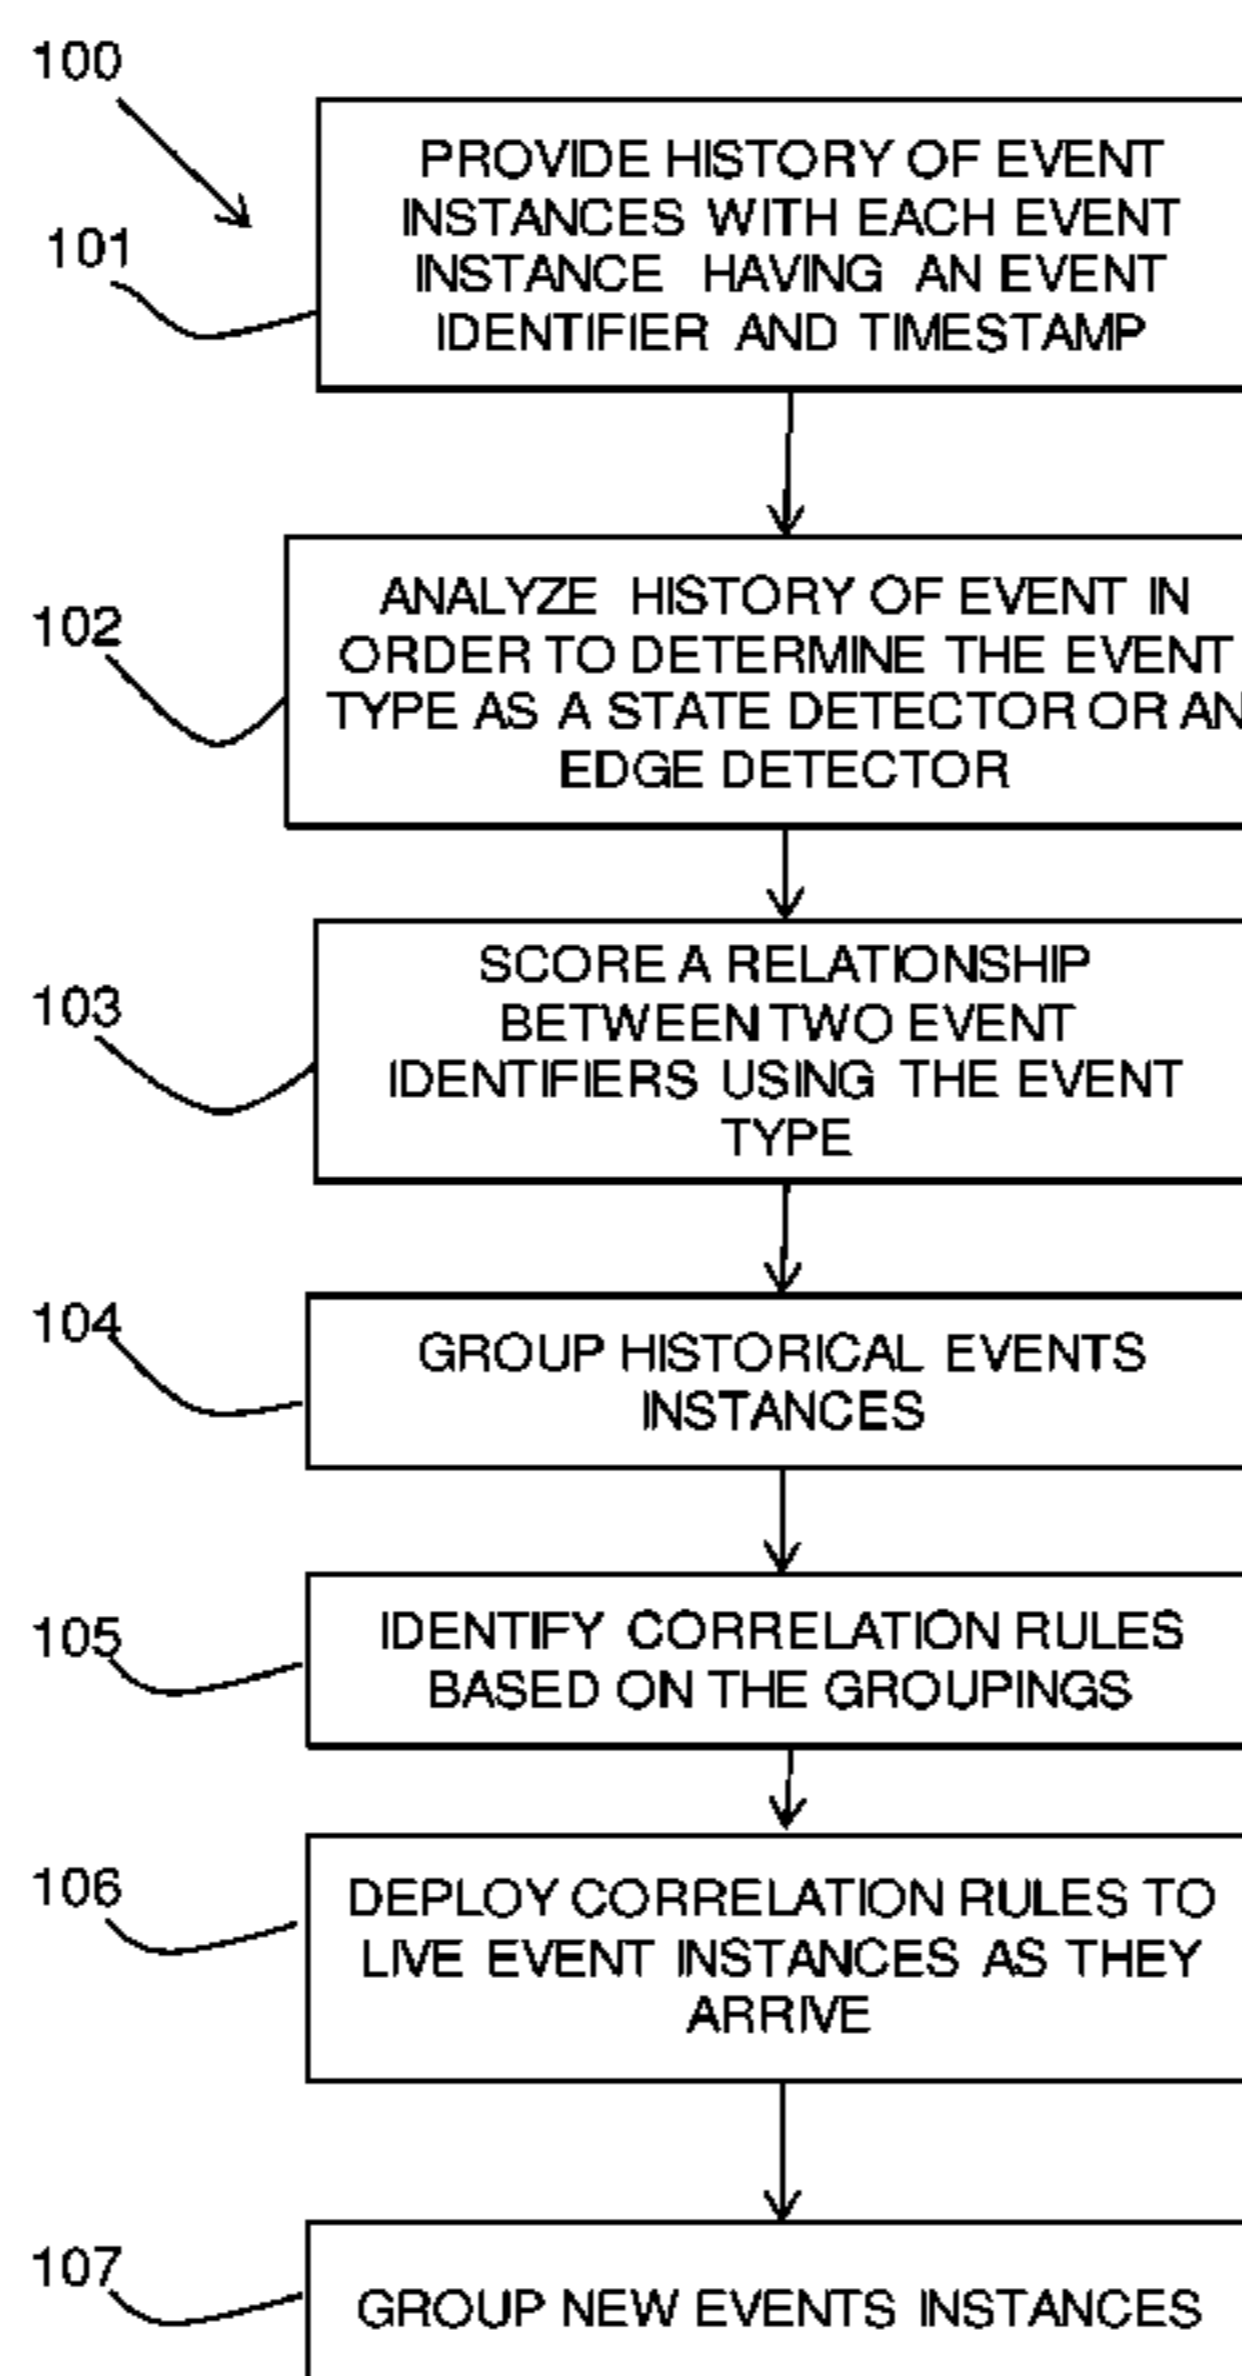 100
PROVIDE HISTORY OF EVENT
INSTANCES WITH EACH EVENT
INSTANCE HAVING AN EVENT
IDENTIFIER AND TIMESTAMP
101
ANALYZE HISTORY OF EVENT IN
ORDER TO DETERMINE THE EVENT
TYPE AS A STATE DETECTOR OR AN
EDGE DETECTOR
102
SCORE A RELATIONSHIP
BETWEEN TWO EVENT
IDENTIFIERS USING THE EVENT
TYPE
103
GROUP HISTORICAL EVENTS
INSTANCES
104
IDENTIFY CORRELATION RULES
BASED ON THE GROUPINGS
105
DEPLOY CORRELATION RULES TO
LIVE EVENT INSTANCES AS THEY
ARRIVE
106
GROUP NEW EVENTS INSTANCES
107